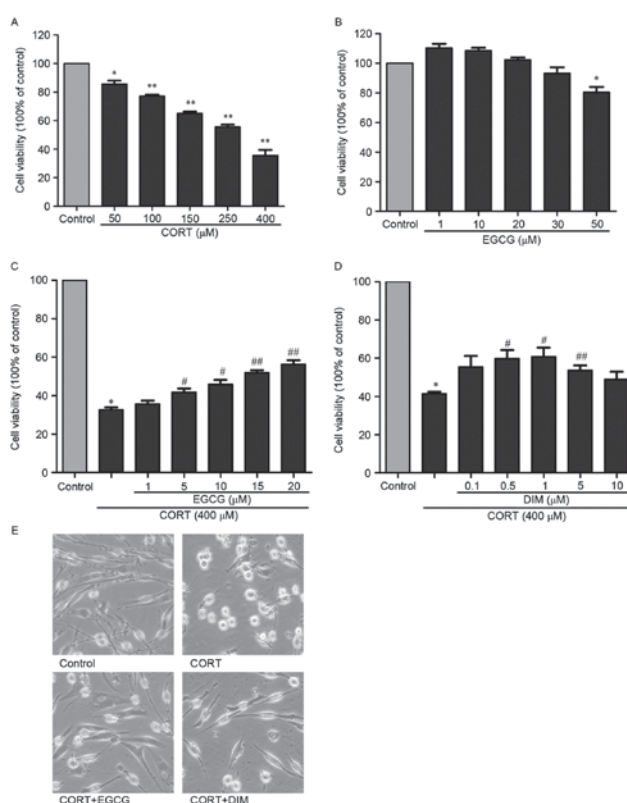 A
Cell viability (100% of control)
120
100
80
60
40
20
0
*
**
**
**
**
Control
50
100
150
250
400
CORT (μM)
B
Cell viability (100% of control)
120
100
80
60
40
20
0
*
Control
1
10
20
30
50
EGCG (μM)
C
Cell viability (100% of control)
100
80
60
40
20
0
*
#
#
##
##
Control
1
5
10
15
20
EGCG (μM)
CORT (400 μM)
D
Cell viability (100% of control)
100
80
60
40
20
0
*
#
#
##
Control
0.1
0.5
1
5
10
DIM (μM)
CORT (400 μM)
E
Control
CORT
CORT+EGCG
CORT+DIM